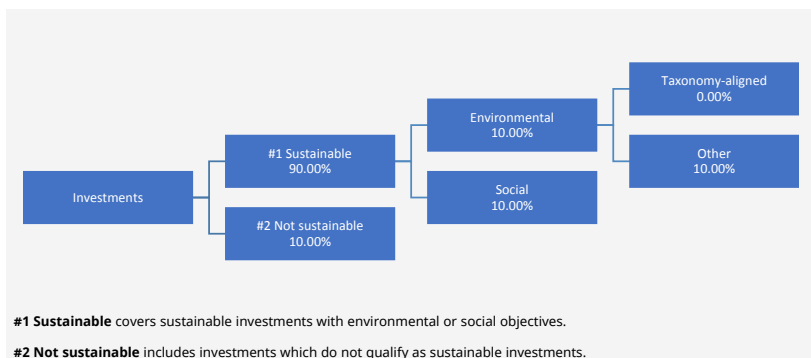 Taxonomy-aligned
0.00%
Environmental
10.00%
#1 Sustainable
90.00%
Other
10.00%
Investments
Social
10.00%
#2 Not sustainable
10.00%
#1 Sustainable covers sustainable investments with environmental or social objectives.
#2 Not sustainable includes investments which do not qualify as sustainable investments.